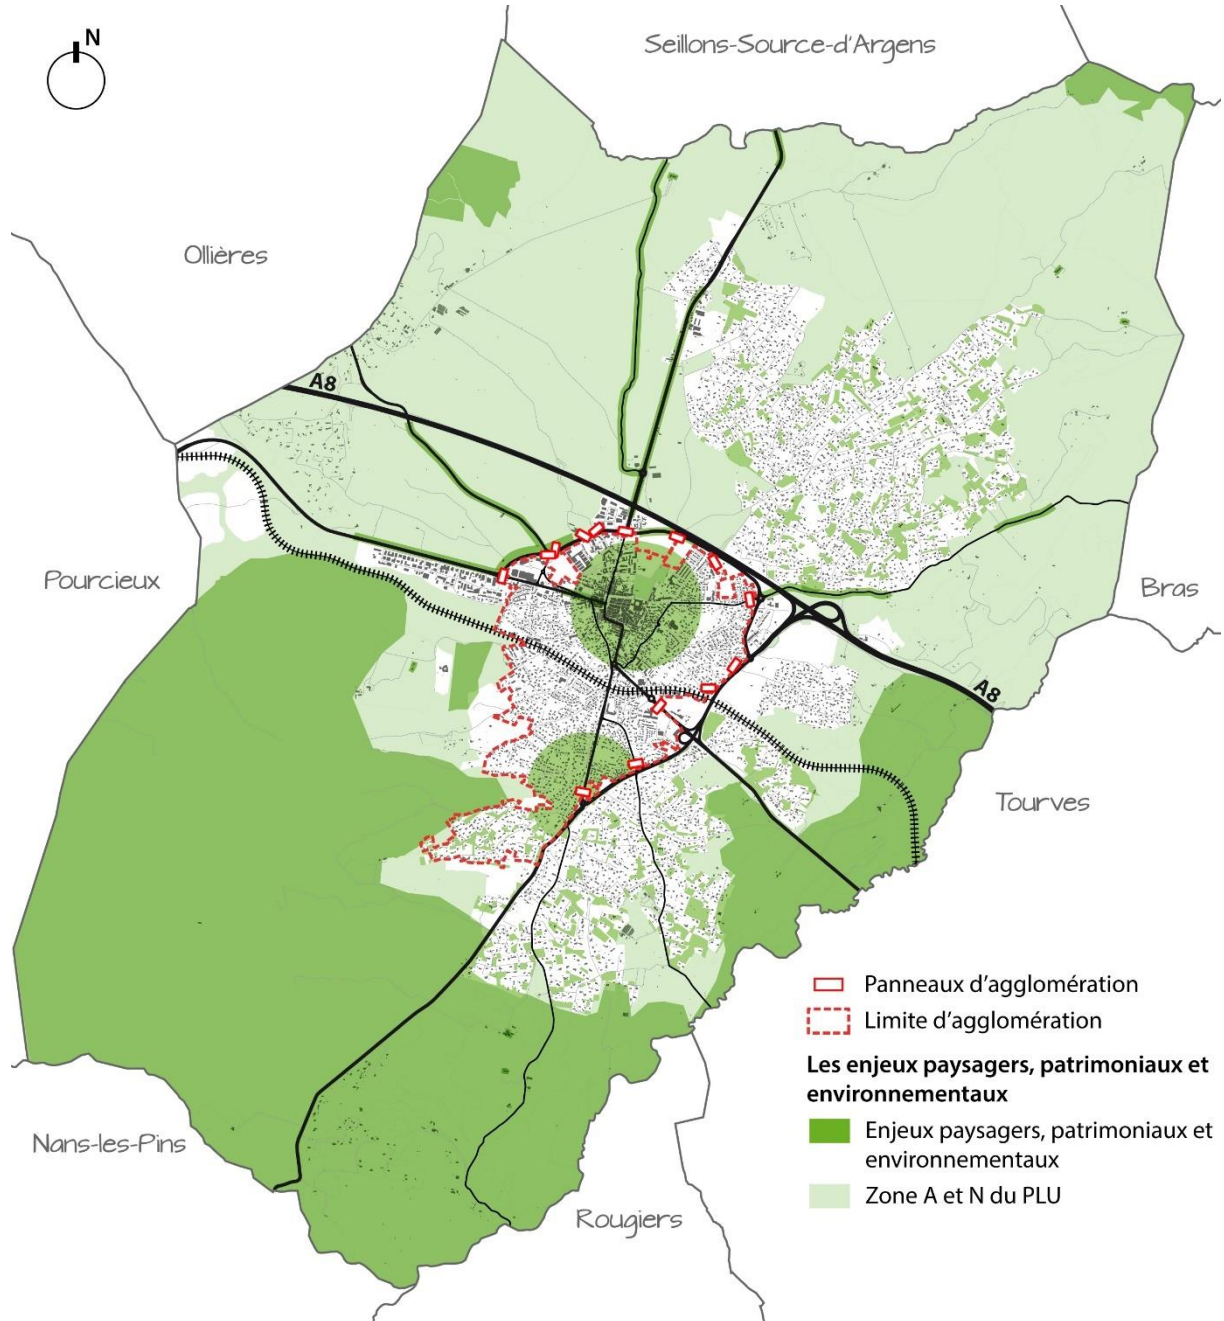 N
Seillons-Source-d'Argens
Ollières
A8
Pourcieux
Bras
A8
Tourves
Panneaux d'agglomération
Limite d'agglomération
Les enjeux paysagers, patrimoniaux et
environnementaux
Enjeux paysagers, patrimoniaux et
environnementaux
Zone A et N du PLU
Nans-les-Pins
Rougiers